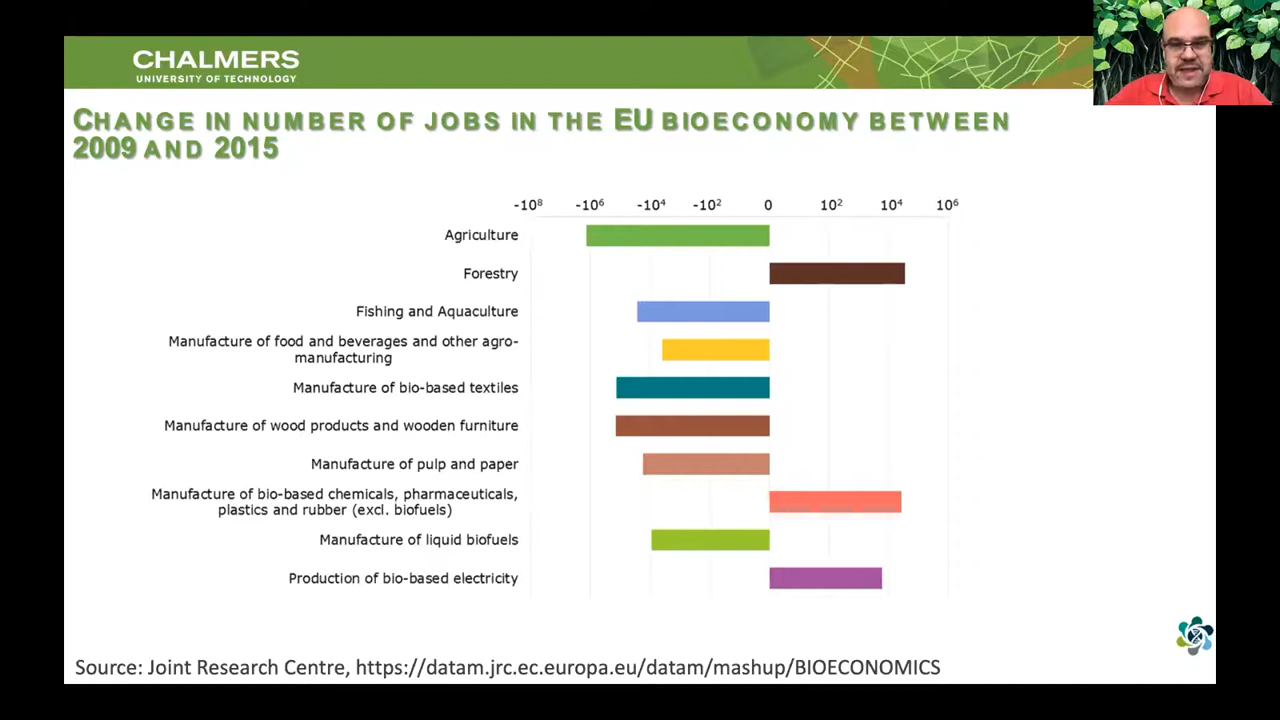 CHALMERS
UNIVERSITY OF TECHNOLOGY
CHANGE IN NUMBER OF JOBS IN THE EU BIOECONOMY BETWEEN
2009 AND 2015
-10⁸ -10⁶ -10⁴ -10² 0 10² 10⁴ 10⁶
Agriculture
Forestry
Fishing and Aquaculture
Manufacture of food and beverages and other agro-
manufacturing
Manufacture of bio-based textiles
Manufacture of wood products and wooden furniture
Manufacture of pulp and paper
Manufacture of bio-based chemicals, pharmaceuticals,
plastics and rubber (excl. biofuels)
Manufacture of liquid biofuels
Production of bio-based electricity
Source: Joint Research Centre, https://datam.jrc.ec.europa.eu/datam/mashup/BIOECONOMICS